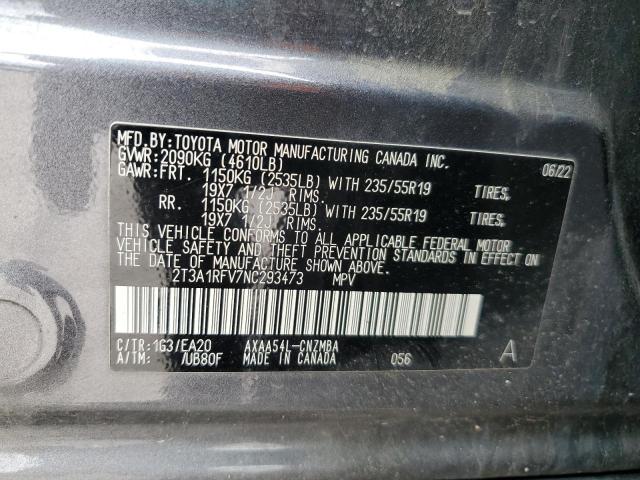 MFD.BY:TOYOTA MOTOR MANUFACTURING CANADA INC.
GVWR:2090KG (4610LB) 06/22
GAWR:FRT. 1150KG (2535LB) WITH 235/55R19 TIRES,
19X7 1/2J RIMS.
RR. 1150KG (2535LB) WITH 235/55R19 TIRES,
19X7 1/2J RIMS.
THIS VEHICLE CONFORMS TO ALL APPLICABLE FEDERAL MOTOR
VEHICLE SAFETY AND THEFT PREVENTION STANDARDS IN EFFECT ON
THE DATE OF MANUFACTURE SHOWN ABOVE.
2T3A1RFV7NC293473 MPV
C/TR:1G3/EA20 AXAA54L-CNZMBA
A/TM: /UB80F MADE IN CANADA 056 A